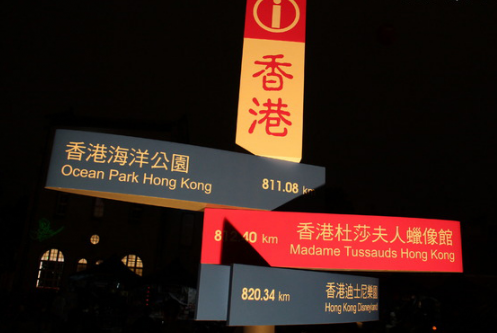 i
香港
香港海洋公園
Ocean Park Hong Kong
811.08 km
km
香港杜莎夫人蠟像館
Madame Tussauds Hong Kong
820.34 km
香港迪士尼樂園
Hong Kong Disneyland